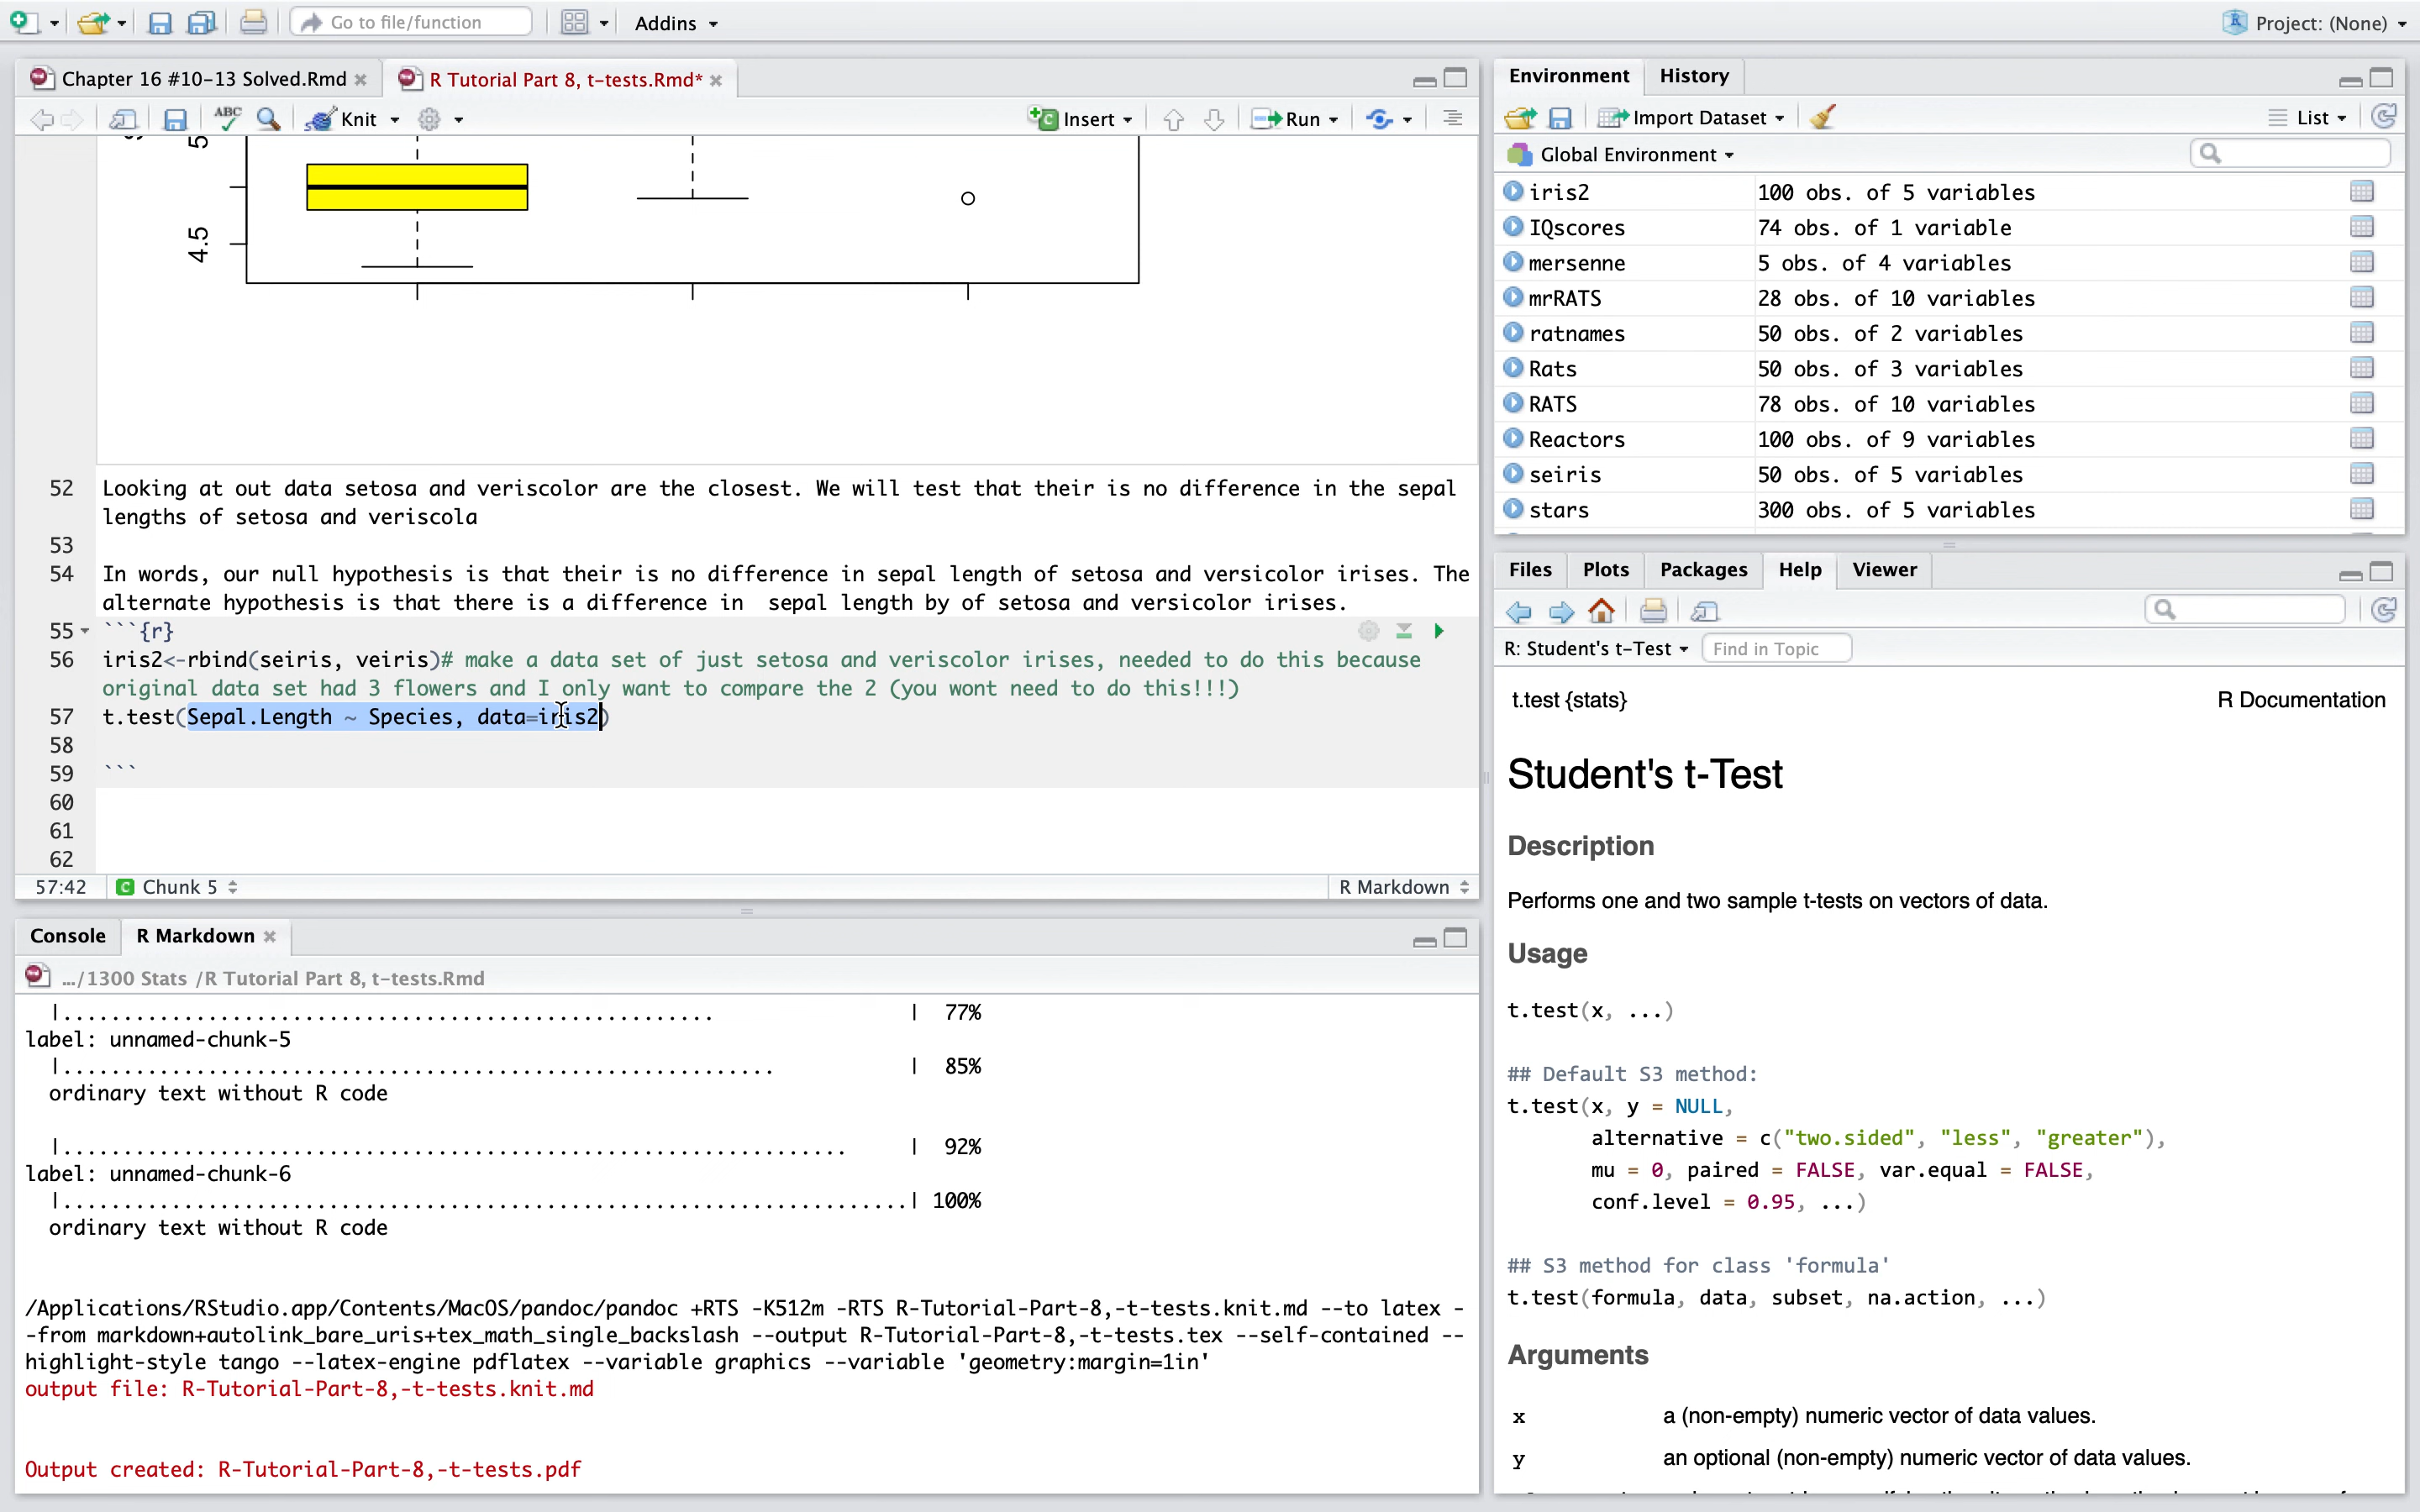 Go to file/function
Addins
Project: (None)
Chapter 16 #10-13 Solved.Rmd
R Tutorial Part 8, t-tests.Rmd*
ABC
Knit
Insert
Run
5
4.5
52 Looking at out data setosa and veriscolor are the closest. We will test that their is no difference in the sepal
lengths of setosa and veriscola
53
54 In words, our null hypothesis is that their is no difference in sepal length of setosa and versicolor irises. The
alternate hypothesis is that there is a difference in  sepal length by of setosa and versicolor irises.
55 ```{r}
56 iris2<-rbind(seiris, veiris)# make a data set of just setosa and veriscolor irises, needed to do this because
original data set had 3 flowers and I only want to compare the 2 (you wont need to do this!!!)
57 t.test(Sepal.Length ~ Species, data=iris2)
58
59 ```
60
61
62
57:42 C Chunk 5 R Markdown
Console R Markdown
.../1300 Stats /R Tutorial Part 8, t-tests.Rmd
|...................................................... | 77%
label: unnamed-chunk-5
|........................................................... | 85%
ordinary text without R code
|................................................................. | 92%
label: unnamed-chunk-6
|......................................................................| 100%
ordinary text without R code
/Applications/RStudio.app/Contents/MacOS/pandoc/pandoc +RTS -K512m -RTS R-Tutorial-Part-8,-t-tests.knit.md --to latex -
-from markdown+autolink_bare_uris+tex_math_single_backslash --output R-Tutorial-Part-8,-t-tests.tex --self-contained --
highlight-style tango --latex-engine pdflatex --variable graphics --variable 'geometry:margin=1in'
output file: R-Tutorial-Part-8,-t-tests.knit.md
Output created: R-Tutorial-Part-8,-t-tests.pdf
Environment History
Import Dataset
List
Global Environment
iris2 100 obs. of 5 variables
IQscores 74 obs. of 1 variable
mersenne 5 obs. of 4 variables
mrRATS 28 obs. of 10 variables
ratnames 50 obs. of 2 variables
Rats 50 obs. of 3 variables
RATS 78 obs. of 10 variables
Reactors 100 obs. of 9 variables
seiris 50 obs. of 5 variables
stars 300 obs. of 5 variables
Files Plots Packages Help Viewer
R: Student's t-Test Find in Topic
t.test {stats} R Documentation
Student's t-Test
Description
Performs one and two sample t-tests on vectors of data.
Usage
t.test(x, ...)
## Default S3 method:
t.test(x, y = NULL,
alternative = c("two.sided", "less", "greater"),
mu = 0, paired = FALSE, var.equal = FALSE,
conf.level = 0.95, ...)
## S3 method for class 'formula'
t.test(formula, data, subset, na.action, ...)
Arguments
x a (non-empty) numeric vector of data values.
y an optional (non-empty) numeric vector of data values.